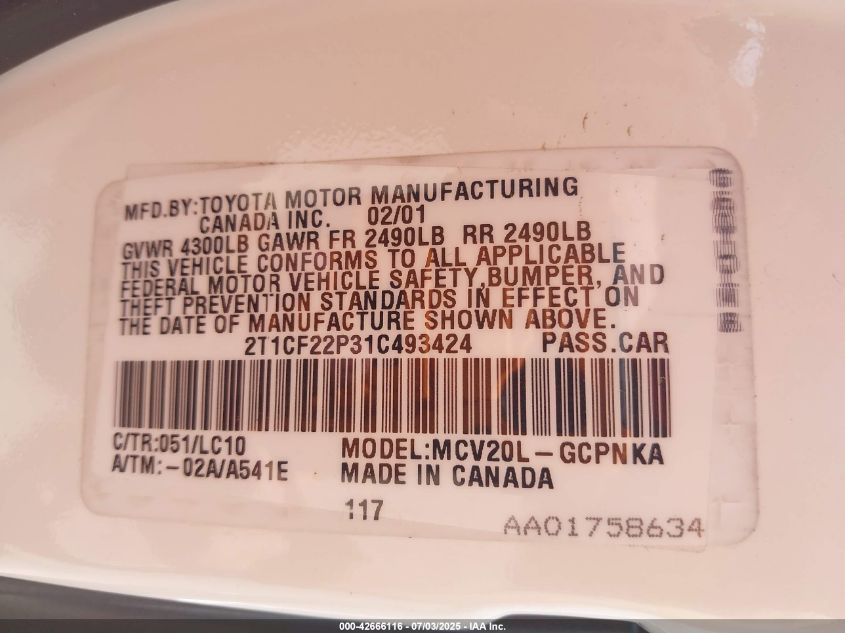 MFD.BY:TOYOTA MOTOR MANUFACTURING
CANADA INC. 02/01
GVWR 4300LB GAWR FR 2490LB RR 2490LB
THIS VEHICLE CONFORMS TO ALL APPLICABLE
FEDERAL MOTOR VEHICLE SAFETY,BUMPER, AND
THEFT PREVENTION STANDARDS IN EFFECT ON
THE DATE OF MANUFACTURE SHOWN ABOVE.
2T1CF22P31C493424 PASS.CAR
C/TR:051/LC10 MODEL:MCV20L-GCPNKA
A/TM:-02A/A541E MADE IN CANADA
117
AA01758634
000-42666116 - 07/03/2025 - IAA Inc.